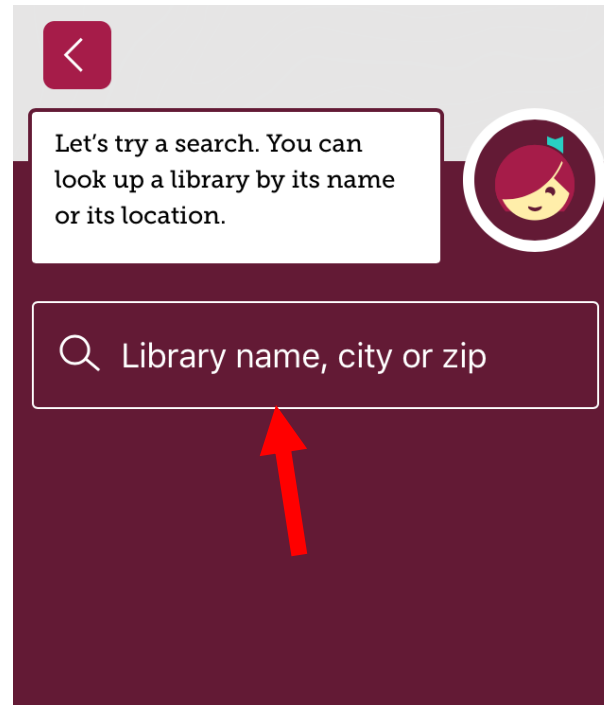 Let's try a search. You can
look up a library by its name
or its location.
Library name, city or zip